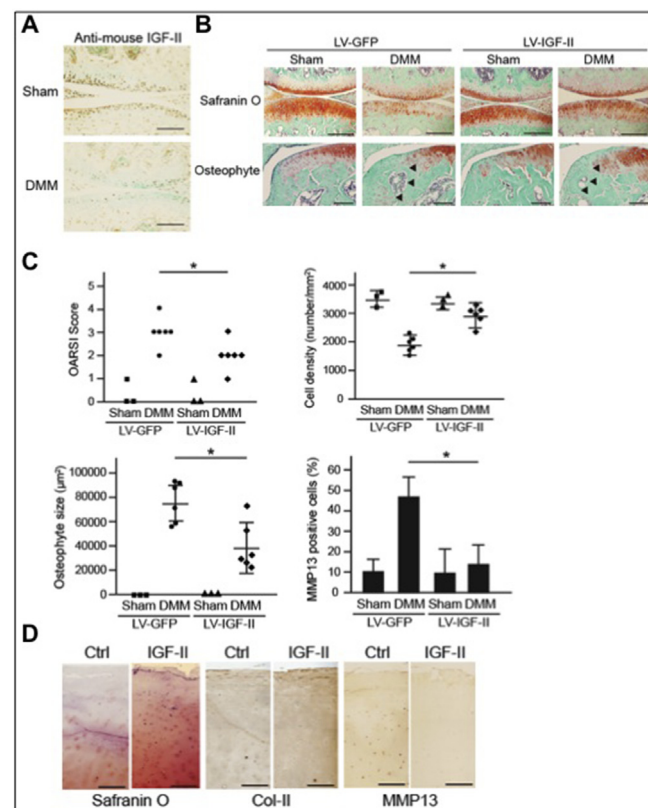 A
Anti-mouse IGF-II
Sham
DMM
B
LV-GFP LV-IGF-II
Sham DMM Sham DMM
Safranin O
Osteophyte
C
OARSI Score
5
4
3
2
1
0
*
Sham DMM Sham DMM
LV-GFP LV-IGF-II
Cell density (number/mm²)
4000
3000
2000
1000
0
*
Sham DMM Sham DMM
LV-GFP LV-IGF-II
Osteophyte size (μm²)
100000
80000
60000
40000
20000
0
*
Sham DMM Sham DMM
LV-GFP LV-IGF-II
MMP13 positive cells (%)
60
50
40
30
20
10
0
*
Sham DMM Sham DMM
LV-GFP LV-IGF-II
D
Ctrl IGF-II Ctrl IGF-II Ctrl IGF-II
Safranin O Col-II MMP13